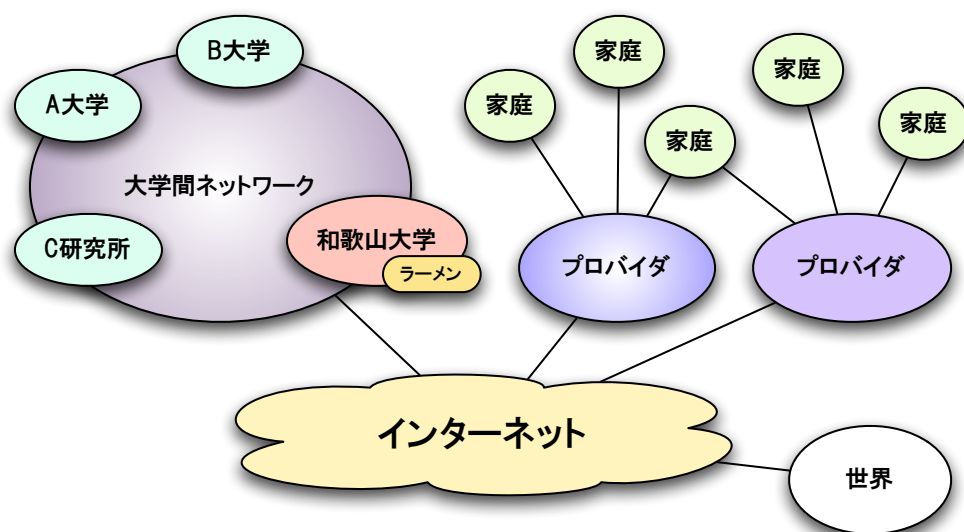 B大学
A大学
大学間ネットワーク
C研究所
和歌山大学
ラーメン
家庭
家庭
家庭
家庭
家庭
プロバイダ
プロバイダ
インターネット
世界